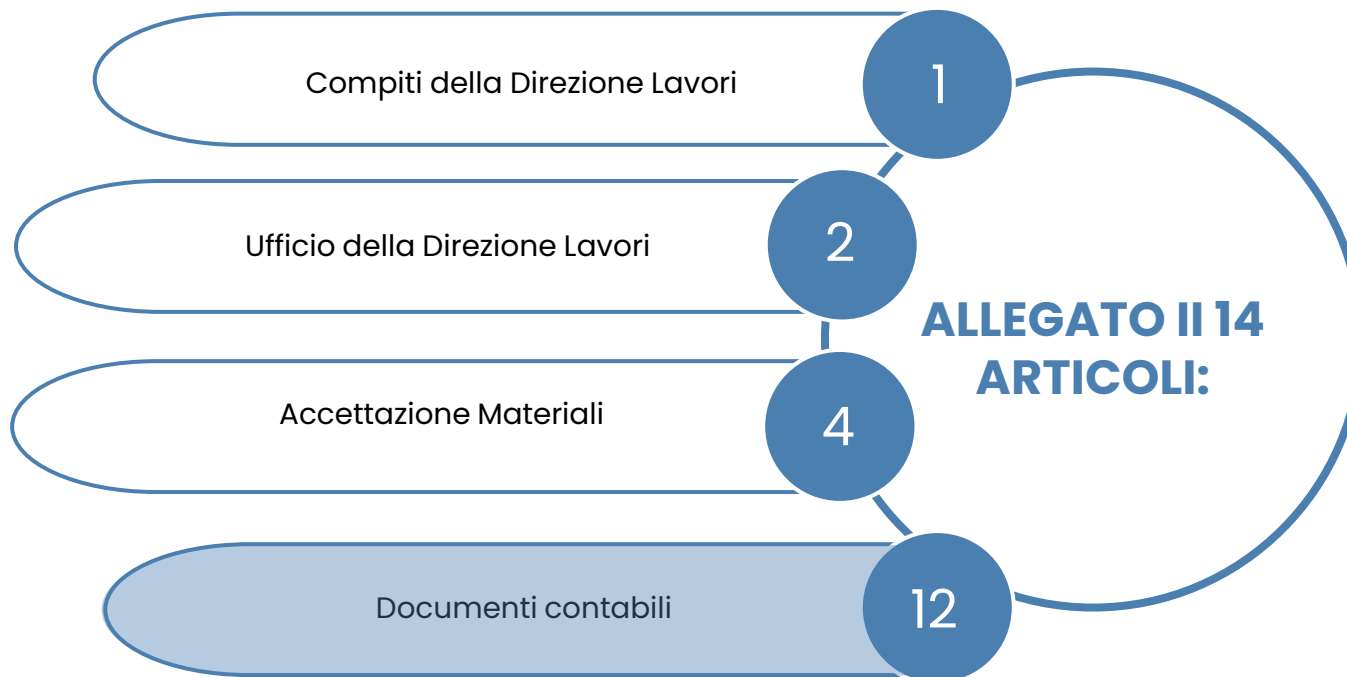 Compiti della Direzione Lavori
1
Ufficio della Direzione Lavori
2
ALLEGATO II 14
ARTICOLI:
Accettazione Materiali
4
Documenti contabili
12